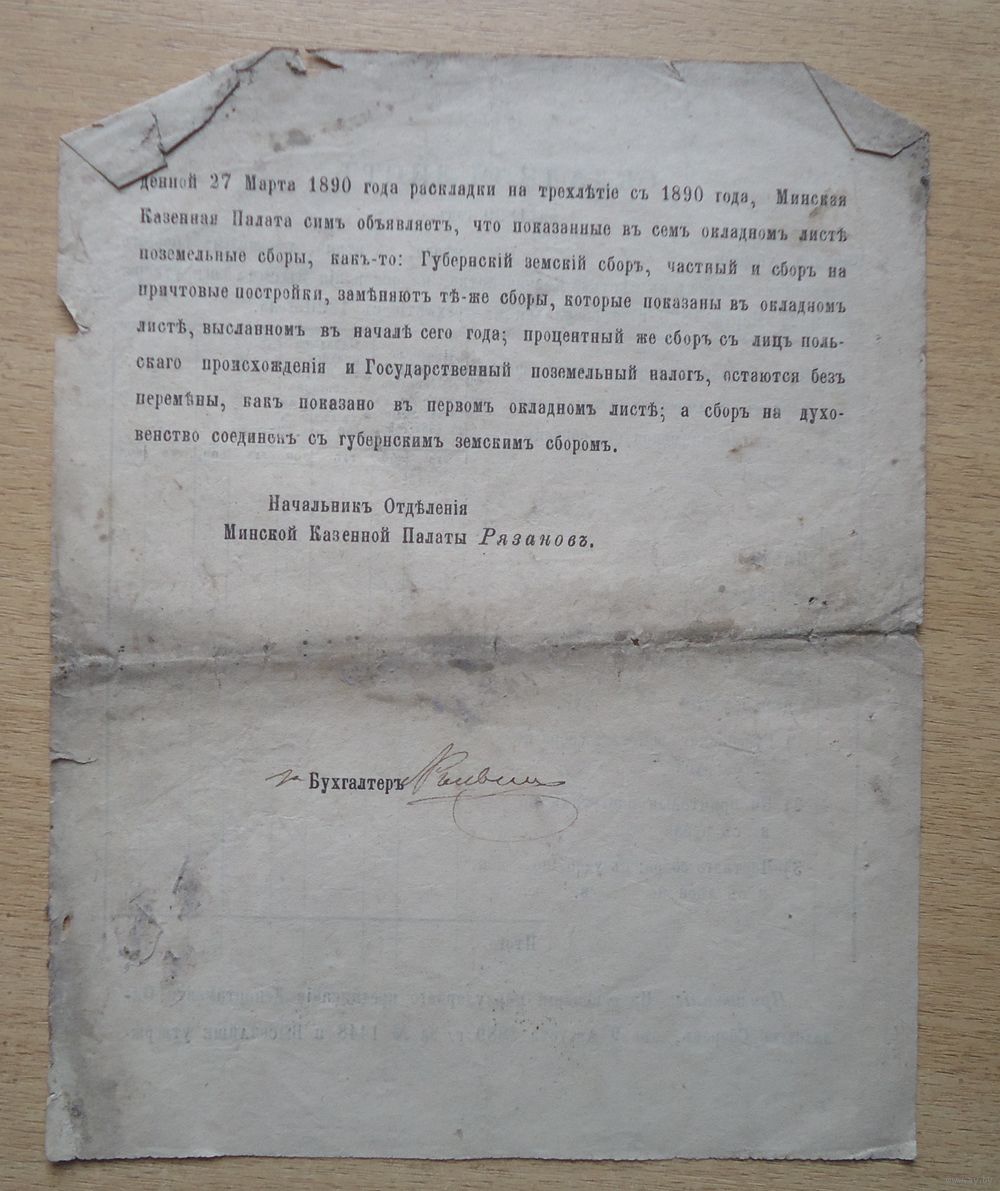 денной 27 Марта 1890 года раскладки на трехлѣтіе съ 1890 года, Минская
Казенная Палата симъ объявляетъ, что показанные въ семъ окладномъ листѣ
поземельные сборы, какъ-то: Губернскій земскій сборъ, частный и сборъ на
причтовые постройки, замѣняютъ тѣ-же сборы, которые показаны въ окладномъ
листѣ, высланномъ въ началѣ сего года; процентный же сборъ съ лицъ поль-
скаго происхожденія и Государственный поземельный налогъ, остаются безъ
перемѣны, какъ показано въ первомъ окладномъ листѣ; а сборъ на духо-
венство соединенъ съ губернскимъ земскимъ сборомъ.
Начальникъ Отдѣленія
Минской Казенной Палаты Рязановъ.
Бухгалтеръ